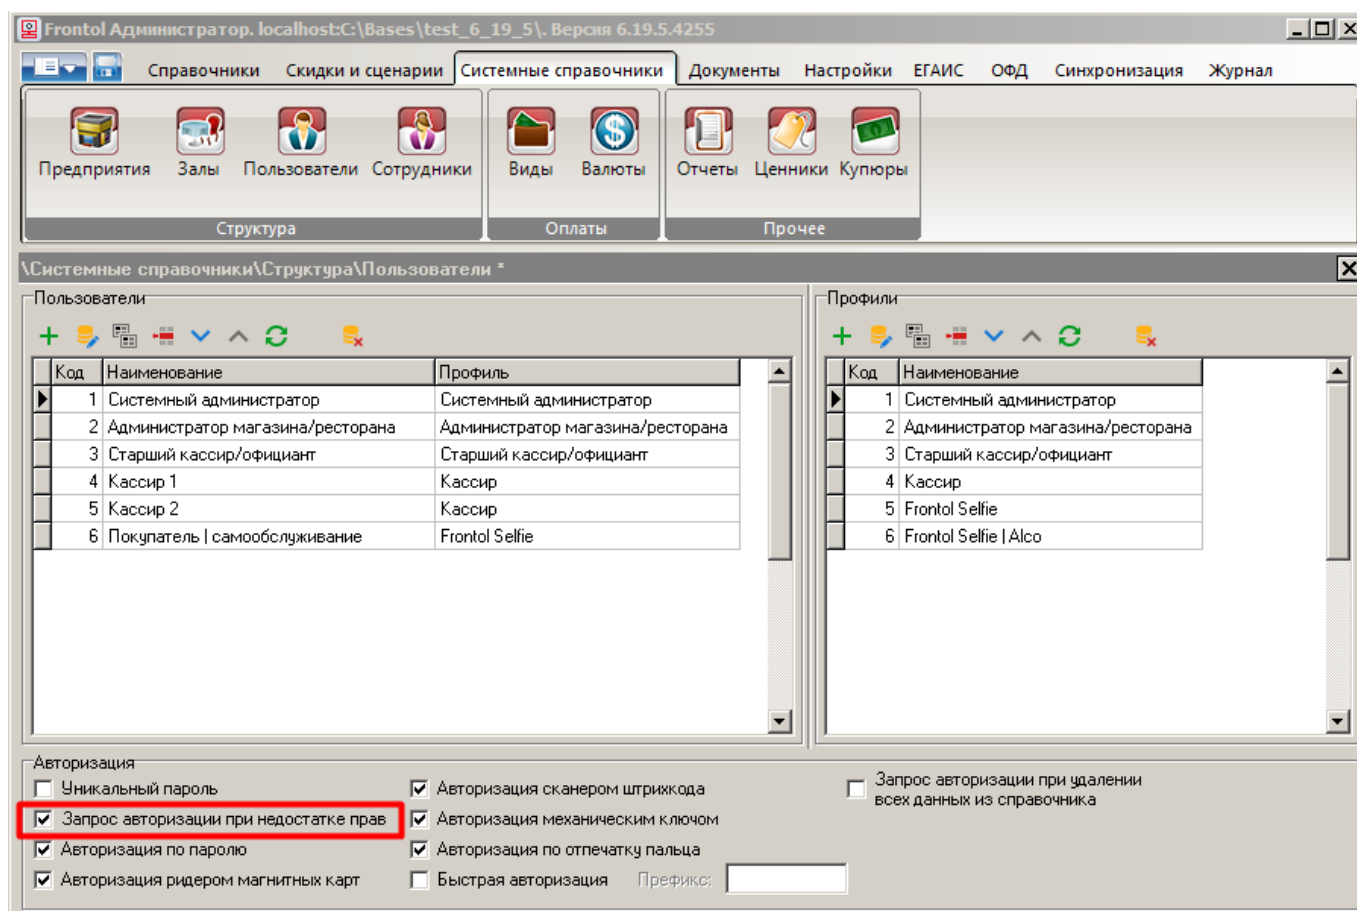 Frontol Администратор. localhost:C:\Bases\test_6_19_5\. Версия 6.19.5.4255
Справочники Скидки и сценарии Системные справочники Документы Настройки ЕГАИС ОФД Синхронизация Журнал
Предприятия Залы Пользователи Сотрудники Виды Валюты Отчеты Ценники Купюры
Структура Оплаты Прочее
\Системные справочники\Структура\Пользователи *
Пользователи
Код Наименование Профиль
1 Системный администратор Системный администратор
2 Администратор магазина/ресторана Администратор магазина/ресторана
3 Старший кассир/официант Старший кассир/официант
4 Кассир 1 Кассир
5 Кассир 2 Кассир
6 Покупатель | самообслуживание Frontol Selfie
Профили
Код Наименование
1 Системный администратор
2 Администратор магазина/ресторана
3 Старший кассир/официант
4 Кассир
5 Frontol Selfie
6 Frontol Selfie | Alco
Авторизация
Уникальный пароль
Запрос авторизации при недостатке прав
Авторизация по паролю
Авторизация ридером магнитных карт
Авторизация сканером штрихкода
Авторизация механическим ключом
Авторизация по отпечатку пальца
Быстрая авторизация Префикс:
Запрос авторизации при удалении
всех данных из справочника